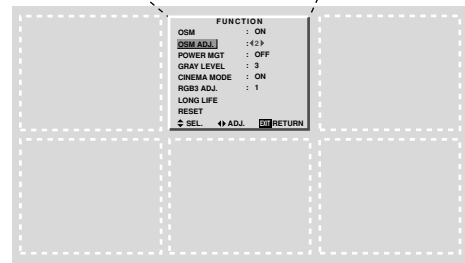 FUNCTION
OSM : ON
OSM ADJ. : ◀2▶
POWER MGT : OFF
GRAY LEVEL : 3
CINEMA MODE : ON
RGB3 ADJ. : 1
LONG LIFE
RESET
SEL. ADJ. EXIT RETURN